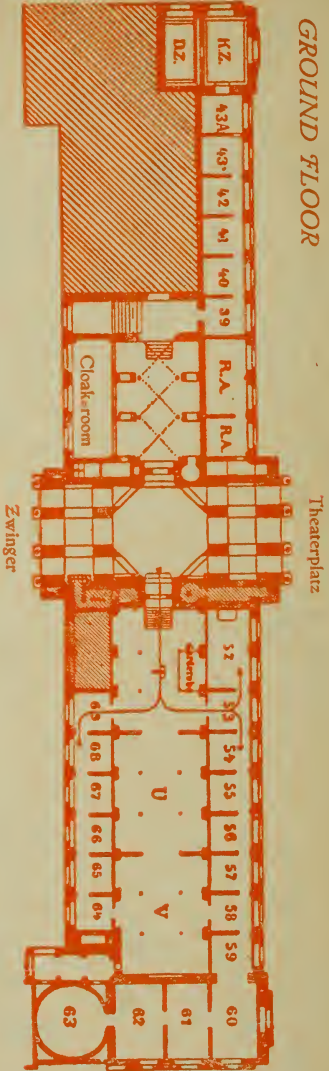 GROUND FLOOR
Theaterplatz
K.Z.
D.Z.
43A
43
42
41
40
39
R.A.
R.A.
Cloak-room
52
53
54
55
56
57
58
59
60
61
62
63
64
65
66
67
68
69
U
V
Zwinger